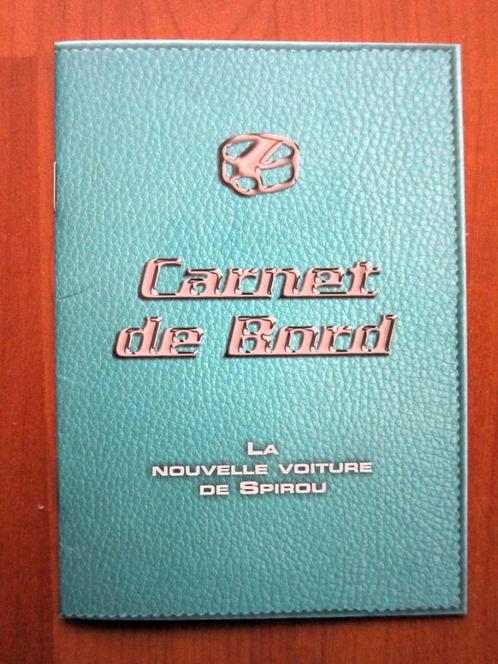 Carnet
de Bord
La
nouvelle voiture
de Spirou